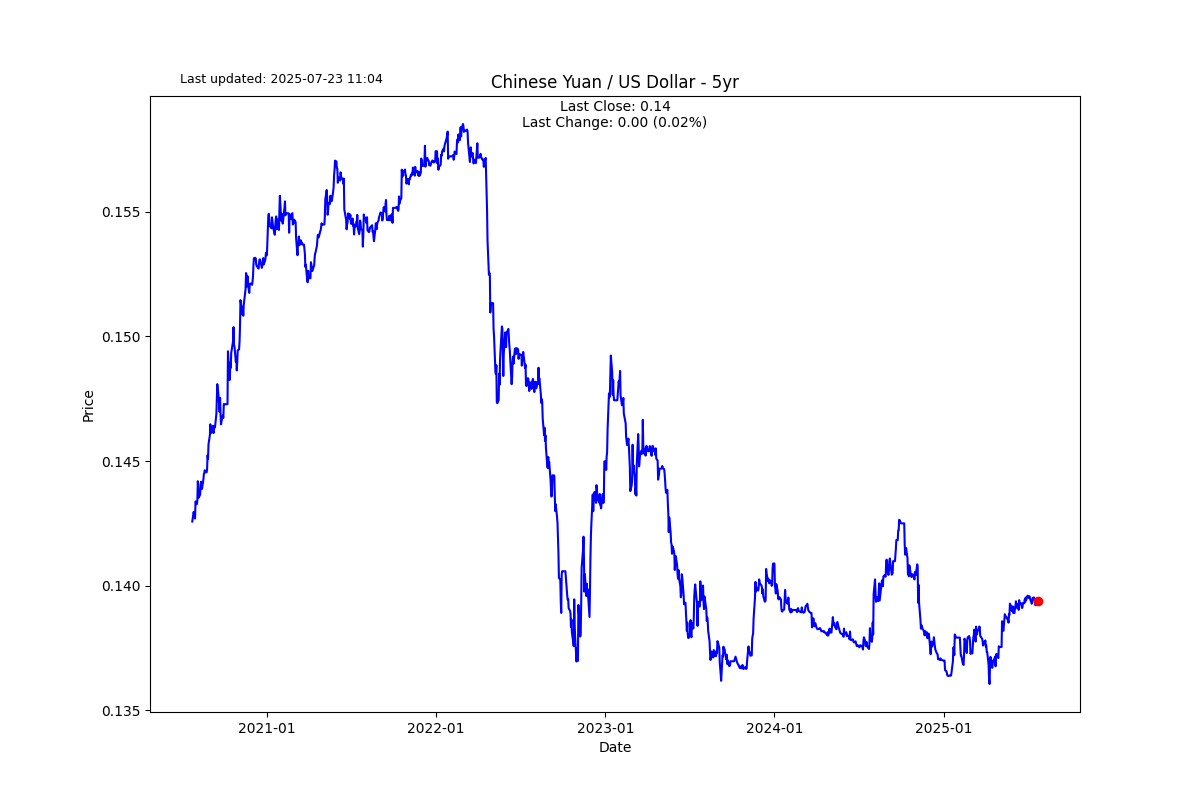 Last updated: 2025-07-23 11:04
Chinese Yuan / US Dollar - 5yr
Last Close: 0.14
Last Change: 0.00 (0.02%)
0.155
0.150
0.145
0.140
0.135
Price
2021-01
2022-01
2023-01
2024-01
2025-01
Date